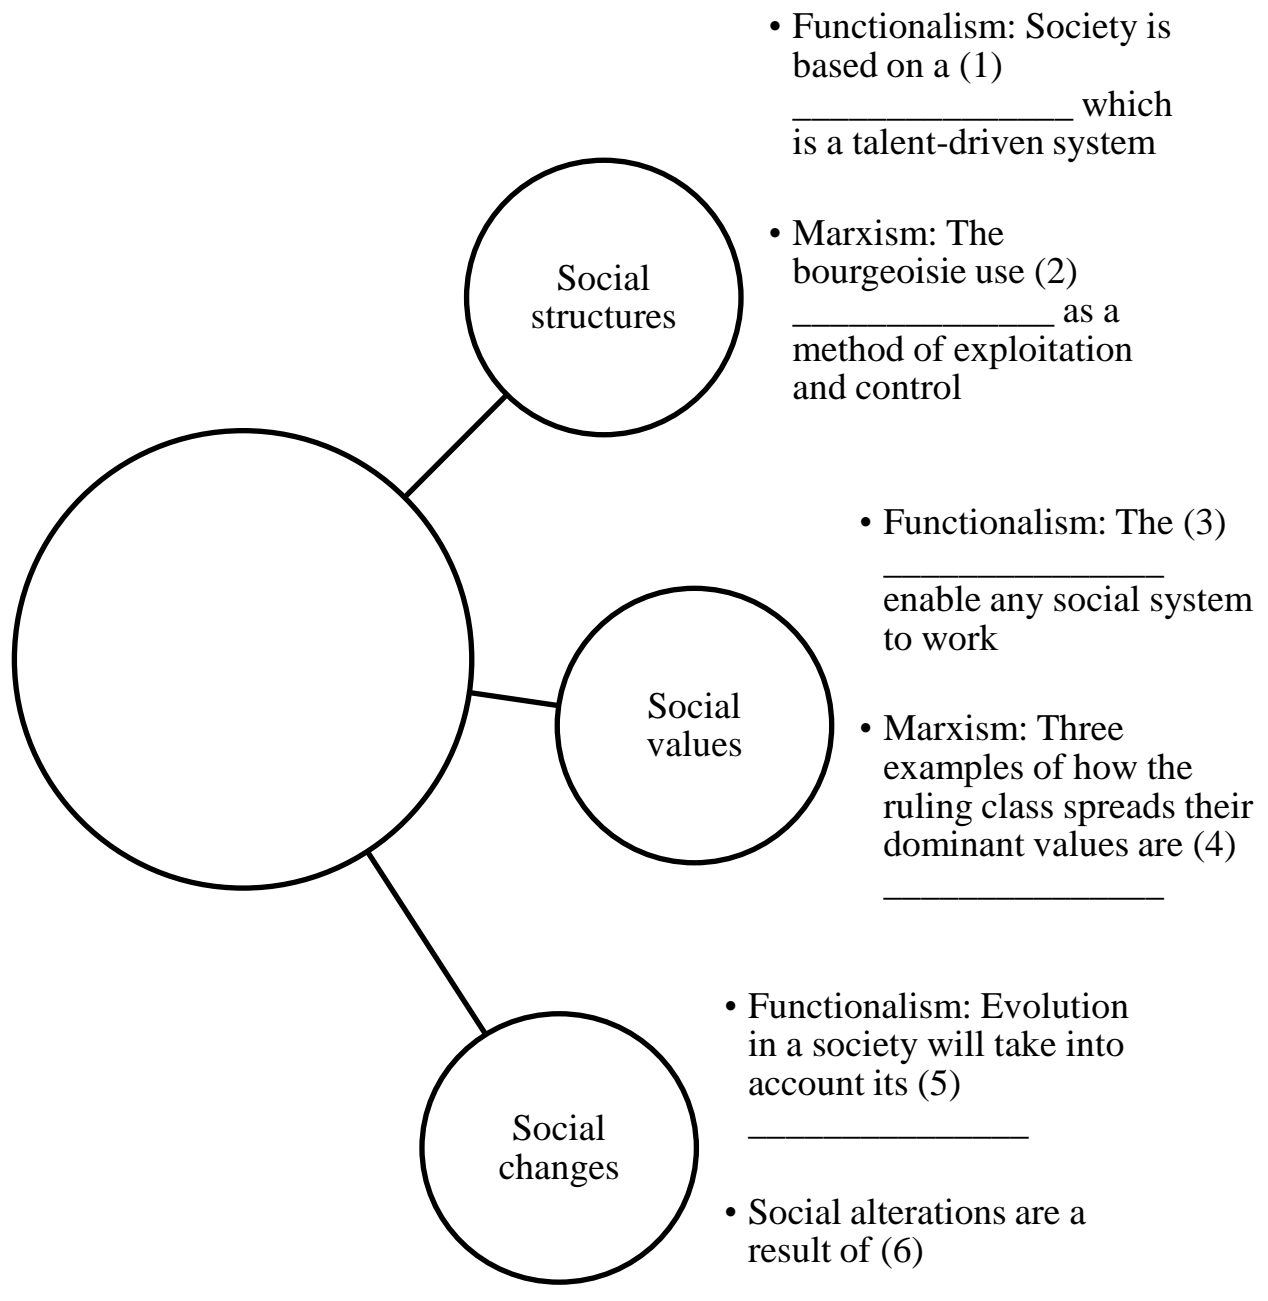 • Functionalism: Society is
based on a (1)
_______________ which
is a talent-driven system
• Marxism: The
bourgeoisie use (2)
______________ as a
method of exploitation
and control
Social
structures
• Functionalism: The (3)
_______________
enable any social system
to work
• Marxism: Three
examples of how the
ruling class spreads their
dominant values are (4)
_______________
Social
values
• Functionalism: Evolution
in a society will take into
account its (5)
_______________
• Social alterations are a
result of (6)
Social
changes